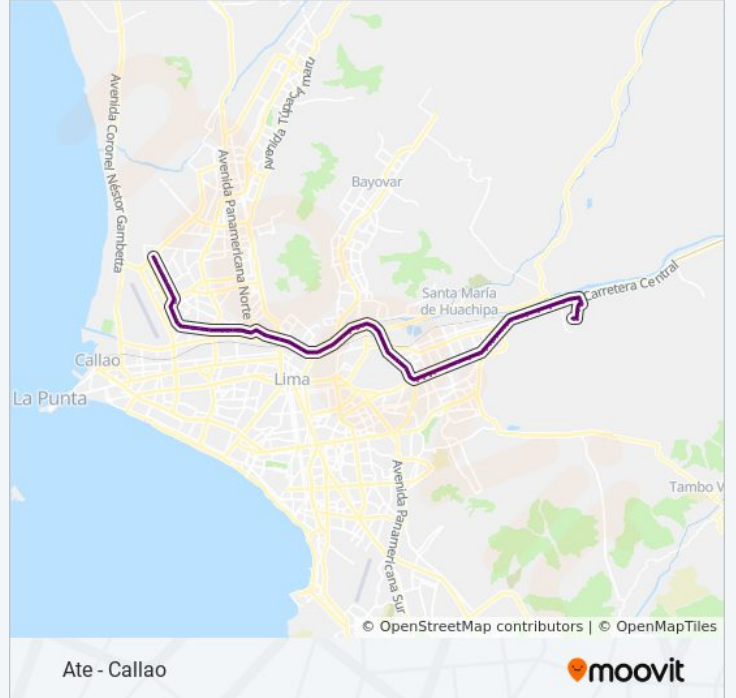 Avenida Túpac Amaru
Avenida Coronel Néstor Gambetta
Avenida Panamericana Norte
Bayovar
Santa María
de Huachipa
Carretera Central
Callao
Lima
La Punta
Avenida Panamericana Sur
Tambo V
© OpenStreetMap contributors | © OpenMapTiles
Ate - Callao
moovit